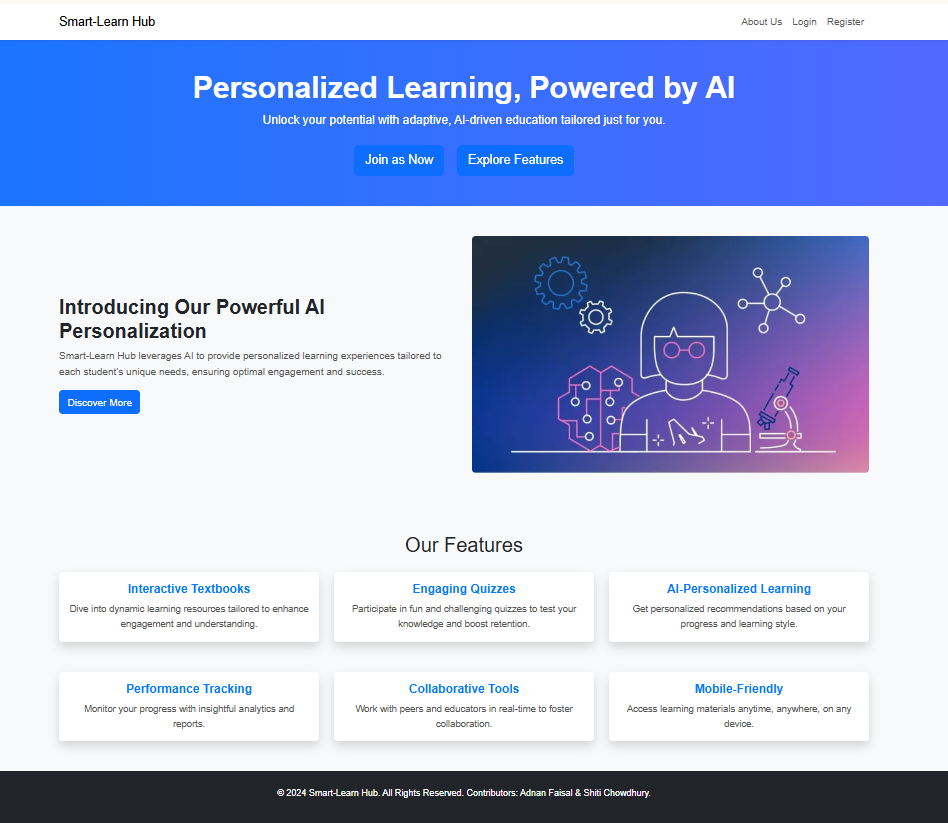 Smart-Learn Hub
About Us Login Register
Personalized Learning, Powered by AI
Unlock your potential with adaptive, AI-driven education tailored just for you.
Join as Now Explore Features
Introducing Our Powerful AI
Personalization
Smart-Learn Hub leverages AI to provide personalized learning experiences tailored to
each student's unique needs, ensuring optimal engagement and success.
Discover More
Our Features
Interactive Textbooks
Dive into dynamic learning resources tailored to enhance
engagement and understanding.
Engaging Quizzes
Participate in fun and challenging quizzes to test your
knowledge and boost retention.
AI-Personalized Learning
Get personalized recommendations based on your
progress and learning style.
Performance Tracking
Monitor your progress with insightful analytics and
reports.
Collaborative Tools
Work with peers and educators in real-time to foster
collaboration.
Mobile-Friendly
Access learning materials anytime, anywhere, on any
device.
© 2024 Smart-Learn Hub. All Rights Reserved. Contributors: Adnan Faisal & Shiti Chowdhury.